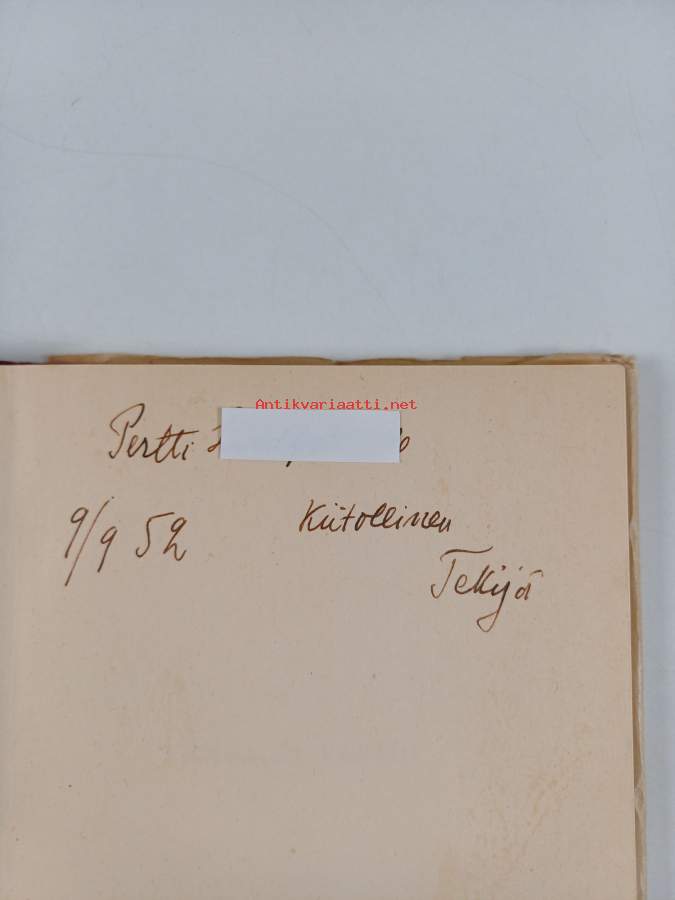 Antikvariaatti.net
Pertti
9/9 52 Kiitollinen
Tekijä